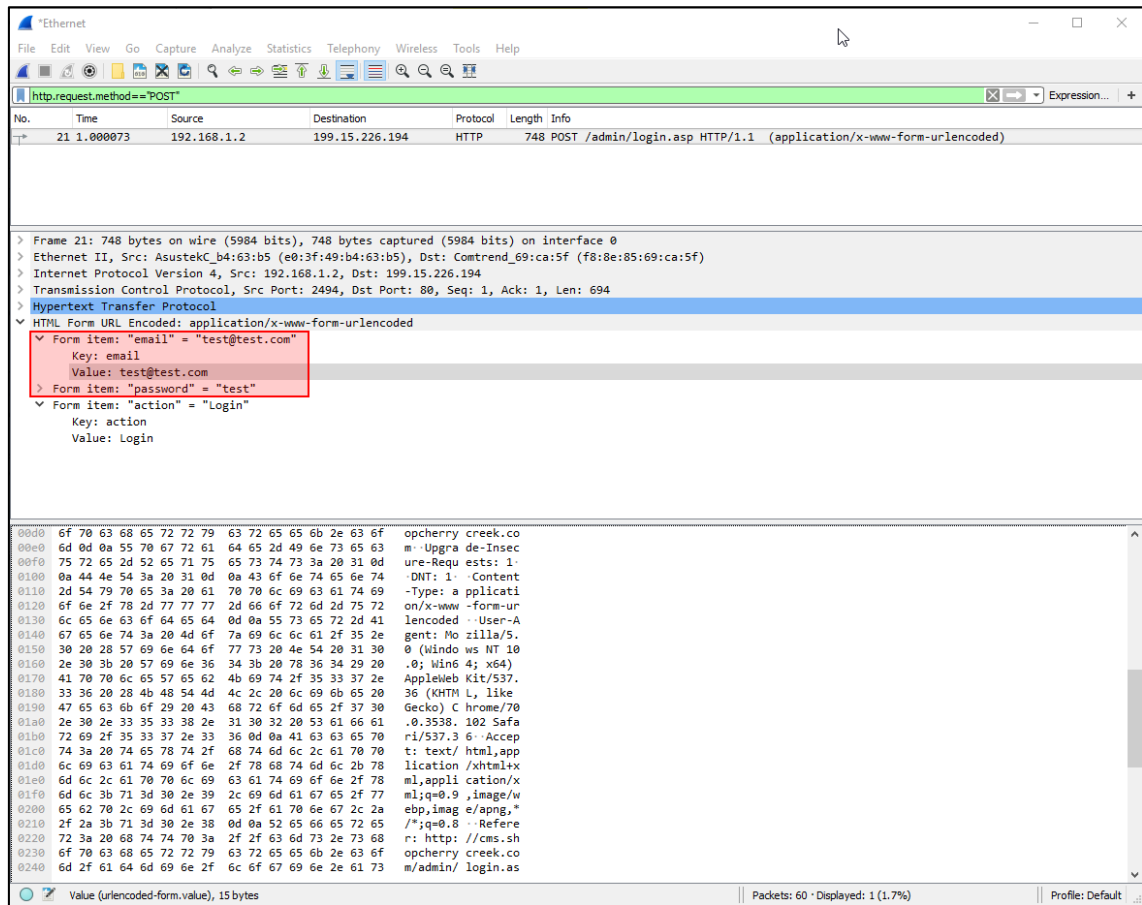 *Ethernet
File Edit View Go Capture Analyze Statistics Telephony Wireless Tools Help
http.request.method=="POST" Expression... +
No. Time Source Destination Protocol Length Info
21 1.000073 192.168.1.2 199.15.226.194 HTTP 748 POST /admin/login.asp HTTP/1.1 (application/x-www-form-urlencoded)
> Frame 21: 748 bytes on wire (5984 bits), 748 bytes captured (5984 bits) on interface 0
> Ethernet II, Src: AsustekC_b4:63:b5 (e0:3f:49:b4:63:b5), Dst: Comtrend_69:ca:5f (f8:8e:85:69:ca:5f)
> Internet Protocol Version 4, Src: 192.168.1.2, Dst: 199.15.226.194
> Transmission Control Protocol, Src Port: 2494, Dst Port: 80, Seq: 1, Ack: 1, Len: 694
> Hypertext Transfer Protocol
HTML Form URL Encoded: application/x-www-form-urlencoded
Form item: "email" = "test@test.com"
Key: email
Value: test@test.com
> Form item: "password" = "test"
Form item: "action" = "Login"
Key: action
Value: Login
00d0 6f 70 63 68 65 72 72 79 63 72 65 65 6b 2e 63 6f opcherry creek.co
00e0 6d 0d 0a 55 70 67 72 61 64 65 2d 49 6e 73 65 63 m··Upgra de-Insec
00f0 75 72 65 2d 52 65 71 75 65 73 74 73 3a 20 31 0d ure-Requ ests: 1·
0100 0a 44 4e 54 3a 20 31 0d 0a 43 6f 6e 74 65 6e 74 ·DNT: 1· ·Content
0110 2d 54 79 70 65 3a 20 61 70 70 6c 69 63 61 74 69 -Type: a pplicati
0120 6f 6e 2f 78 2d 77 77 77 2d 66 6f 72 6d 2d 75 72 on/x-www -form-ur
0130 6c 65 6e 63 6f 64 65 64 0d 0a 55 73 65 72 2d 41 lencoded ··User-A
0140 67 65 6e 74 3a 20 4d 6f 7a 69 6c 6c 61 2f 35 2e gent: Mo zilla/5.
0150 30 20 28 57 69 6e 64 6f 77 73 20 4e 54 20 31 30 0 (Windo ws NT 10
0160 2e 30 3b 20 57 69 6e 36 34 3b 20 78 36 34 29 20 .0; Win6 4; x64)
0170 41 70 70 6c 65 57 65 62 4b 69 74 2f 35 33 37 2e AppleWeb Kit/537.
0180 33 36 20 28 4b 48 54 4d 4c 2c 20 6c 69 6b 65 20 36 (KHTM L, like
0190 47 65 63 6b 6f 29 20 43 68 72 6f 6d 65 2f 37 30 Gecko) C hrome/70
01a0 2e 30 2e 33 35 33 38 2e 31 30 32 20 53 61 66 61 .0.3538. 102 Safa
01b0 72 69 2f 35 33 37 2e 33 36 0d 0a 41 63 63 65 70 ri/537.3 6··Accep
01c0 74 3a 20 74 65 78 74 2f 68 74 6d 6c 2c 61 70 70 t: text/ html,app
01d0 6c 69 63 61 74 69 6f 6e 2f 78 68 74 6d 6c 2b 78 lication /xhtml+x
01e0 6d 6c 2c 61 70 70 6c 69 63 61 74 69 6f 6e 2f 78 ml,appli cation/x
01f0 6d 6c 3b 71 3d 30 2e 39 2c 69 6d 61 67 65 2f 77 ml;q=0.9 ,image/w
0200 65 62 70 2c 69 6d 61 67 65 2f 61 70 6e 67 2c 2a ebp,imag e/apng,*
0210 2f 2a 3b 71 3d 30 2e 38 0d 0a 52 65 66 65 72 65 /*;q=0.8 ··Refere
0220 72 3a 20 68 74 74 70 3a 2f 2f 63 6d 73 2e 73 68 r: http: //cms.sh
0230 6f 70 63 68 65 72 72 79 63 72 65 65 6b 2e 63 6f opcherry creek.co
0240 6d 2f 61 64 6d 69 6e 2f 6c 6f 67 69 6e 2e 61 73 m/admin/ login.as
Value (urlencoded-form.value), 15 bytes Packets: 60 · Displayed: 1 (1.7%) Profile: Default